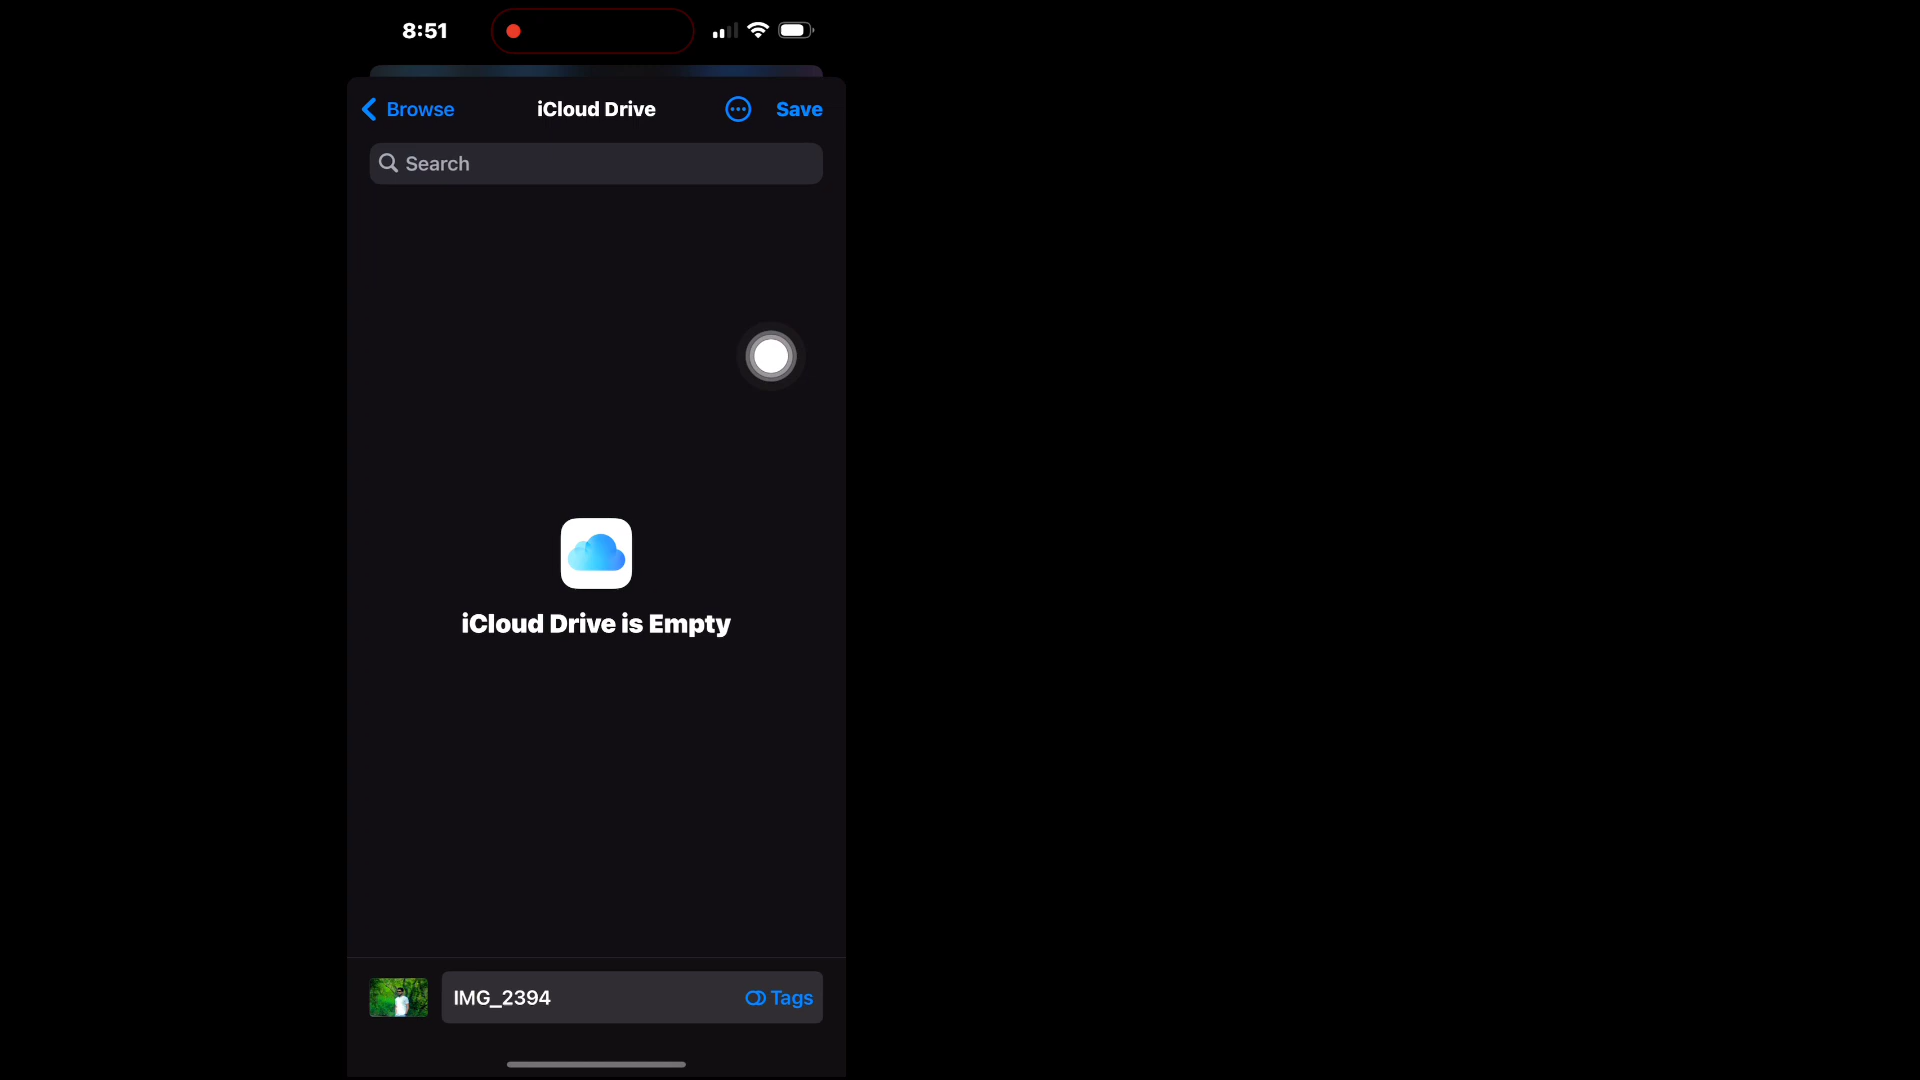 8:51
Browse
iCloud Drive
Save
Search
iCloud Drive is Empty
IMG_2394
Tags